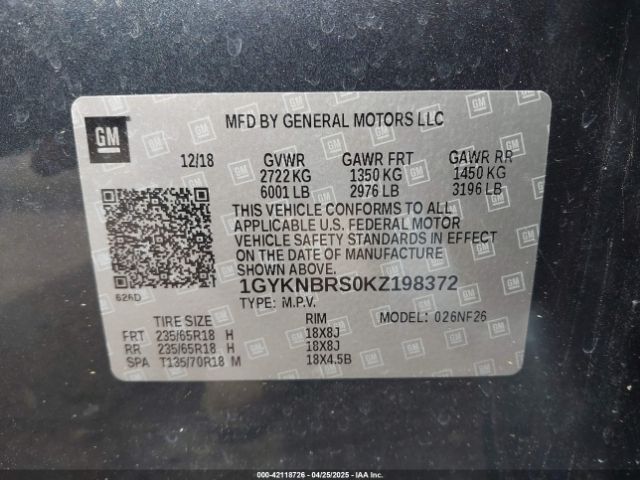 GM
MFD BY GENERAL MOTORS LLC
12/18 GVWR GAWR FRT GAWR RR
2722 KG 1350 KG 1450 KG
6001 LB 2976 LB 3196 LB
THIS VEHICLE CONFORMS TO ALL
APPLICABLE U.S. FEDERAL MOTOR
VEHICLE SAFETY STANDARDS IN EFFECT
ON THE DATE OF MANUFACTURE
SHOWN ABOVE.
626D
1GYKNBRS0KZ198372
TYPE: M.P.V. MODEL: 026NF26
TIRE SIZE RIM
FRT 235/65R18 H 18X8J
RR 235/65R18 H 18X8J
SPA T135/70R18 M 18X4.5B
000-42118726 - 04/25/2025 - IAAI.COM